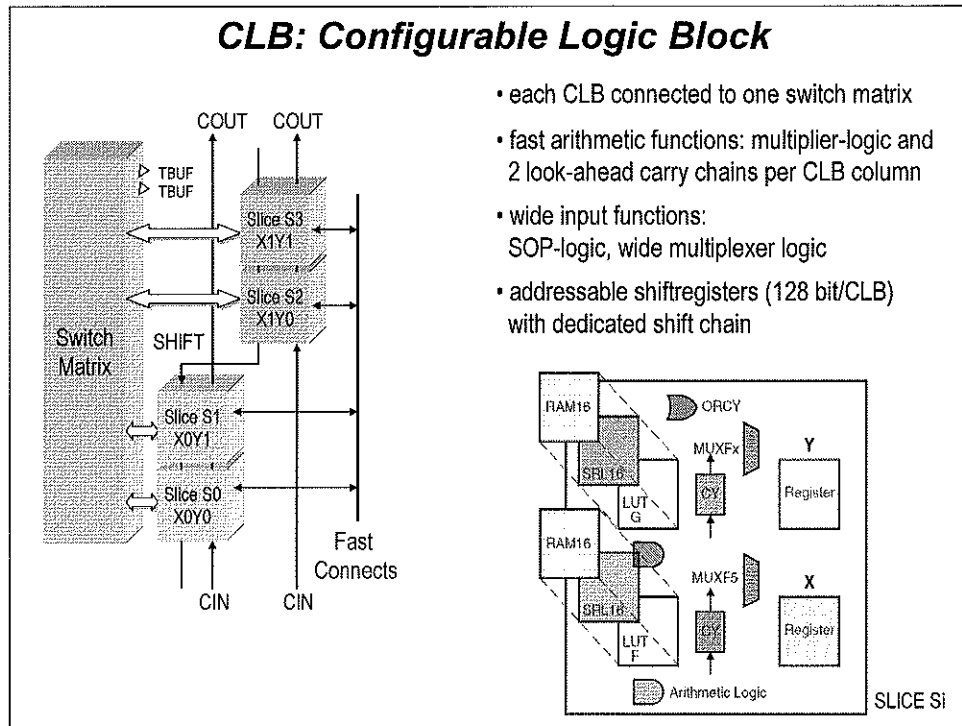 CLB: Configurable Logic Block
• each CLB connected to one switch matrix
• fast arithmetic functions: multiplier-logic and
2 look-ahead carry chains per CLB column
• wide input functions:
SOP-logic, wide multiplexer logic
• addressable shiftregisters (128 bit/CLB)
with dedicated shift chain
COUT COUT
TBUF
TBUF
Slice S3
X1Y1
Slice S2
X1Y0
Switch
Matrix
SHIFT
Slice S1
X0Y1
Slice S0
X0Y0
Fast
Connects
CIN CIN
RAM16
ORCY
SRL16
MUXFx
Y
LUT
G
CY
Register
RAM16
SRL16
MUXF5
X
LUT
F
CY
Register
Arithmetic Logic
SLICE Si